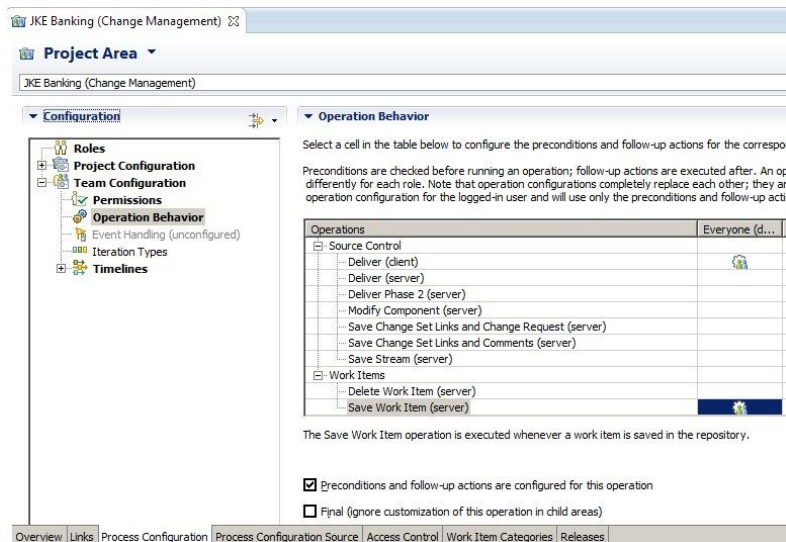 JKE Banking (Change Management)
Project Area
JKE Banking (Change Management)
Configuration
Roles
Project Configuration
Team Configuration
Permissions
Operation Behavior
Event Handling (unconfigured)
Iteration Types
Timelines
Operation Behavior
Select a cell in the table below to configure the preconditions and follow-up actions for the correspo
Preconditions are checked before running an operation; follow-up actions are executed after. An op
differently for each role. Note that operation configurations completely replace each other; they ar
operation configuration for the logged-in user and will use only the preconditions and follow-up acti
Operations Everyone (d...
Source Control
Deliver (client)
Deliver (server)
Deliver Phase 2 (server)
Modify Component (server)
Save Change Set Links and Change Request (server)
Save Change Set Links and Comments (server)
Save Stream (server)
Work Items
Delete Work Item (server)
Save Work Item (server)
The Save Work Item operation is executed whenever a work item is saved in the repository.
Preconditions and follow-up actions are configured for this operation
Final (ignore customization of this operation in child areas)
Overview Links Process Configuration Process Configuration Source Access Control Work Item Categories Releases